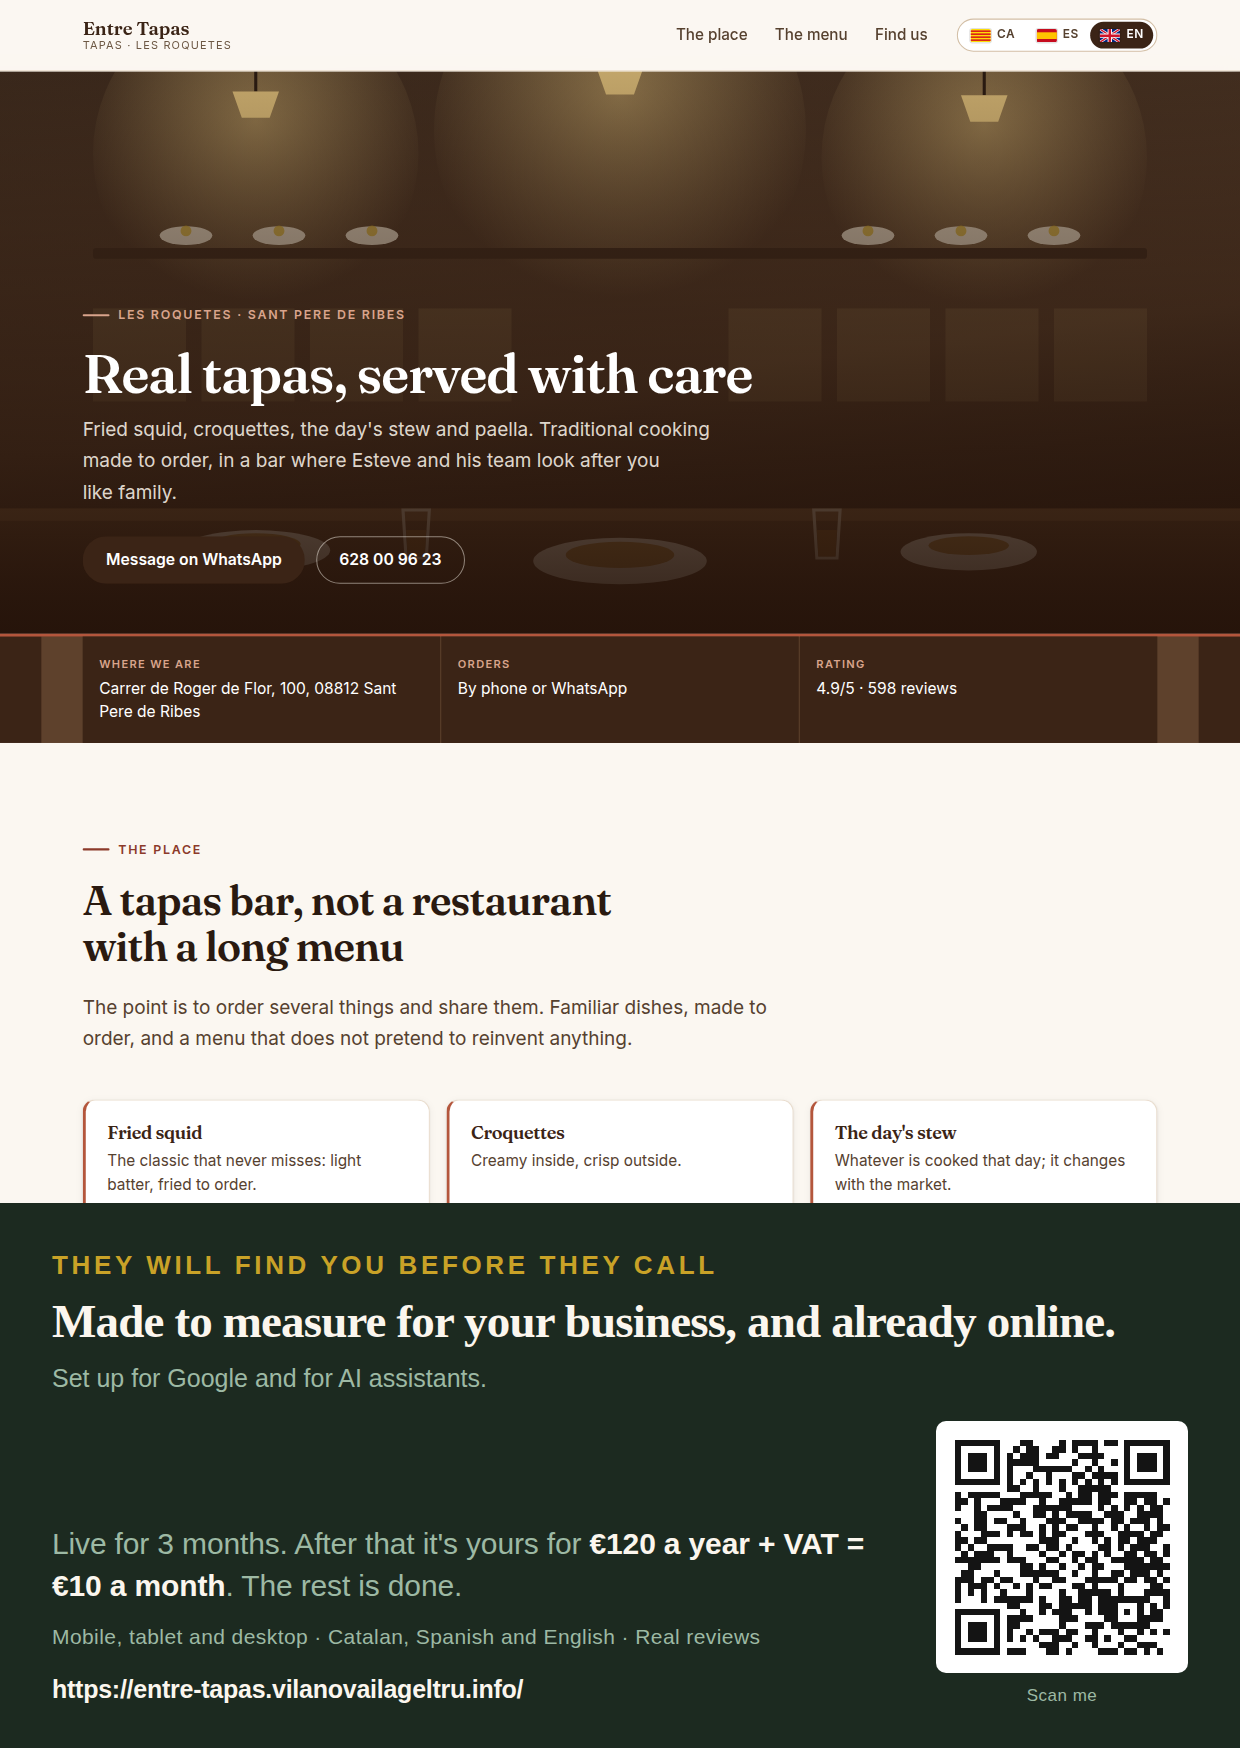 Entre Tapas
TAPAS · LES ROQUETES
The place
The menu
Find us
CA
ES
EN
LES ROQUETES · SANT PERE DE RIBES
Real tapas, served with care
Fried squid, croquettes, the day's stew and paella. Traditional cooking
made to order, in a bar where Esteve and his team look after you
like family.
Message on WhatsApp
628 00 96 23
WHERE WE ARE
Carrer de Roger de Flor, 100, 08812 Sant
Pere de Ribes
ORDERS
By phone or WhatsApp
RATING
4.9/5 · 598 reviews
THE PLACE
A tapas bar, not a restaurant
with a long menu
The point is to order several things and share them. Familiar dishes, made to
order, and a menu that does not pretend to reinvent anything.
Fried squid
The classic that never misses: light
batter, fried to order.
Croquettes
Creamy inside, crisp outside.
The day's stew
Whatever is cooked that day; it changes
with the market.
THEY WILL FIND YOU BEFORE THEY CALL
Made to measure for your business, and already online.
Set up for Google and for AI assistants.
Live for 3 months. After that it's yours for €120 a year + VAT =
€10 a month. The rest is done.
Mobile, tablet and desktop · Catalan, Spanish and English · Real reviews
https://entre-tapas.vilanovailageltru.info/
Scan me